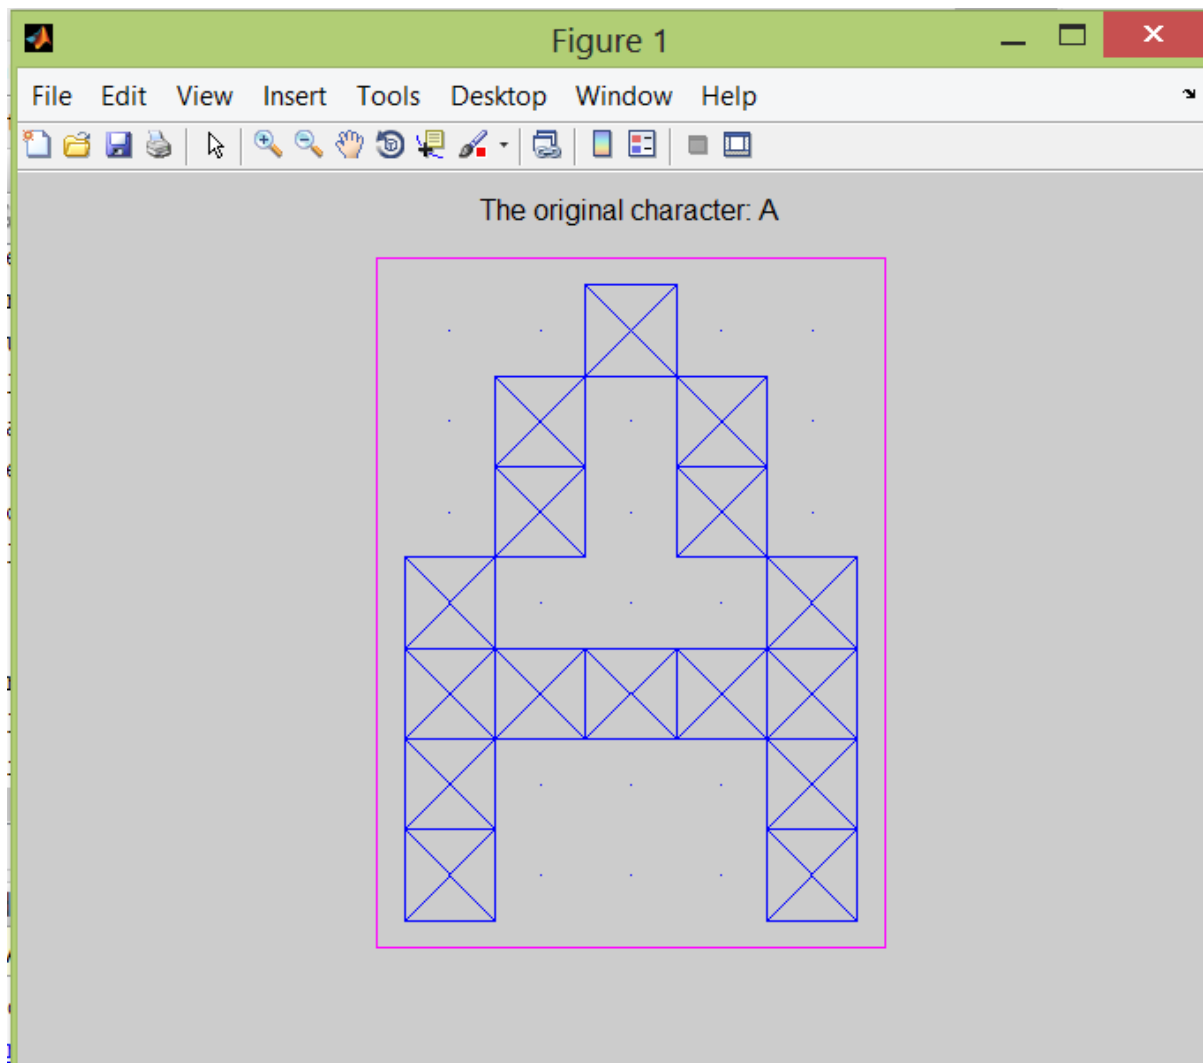 Figure 1
File Edit View Insert Tools Desktop Window Help
The original character: A